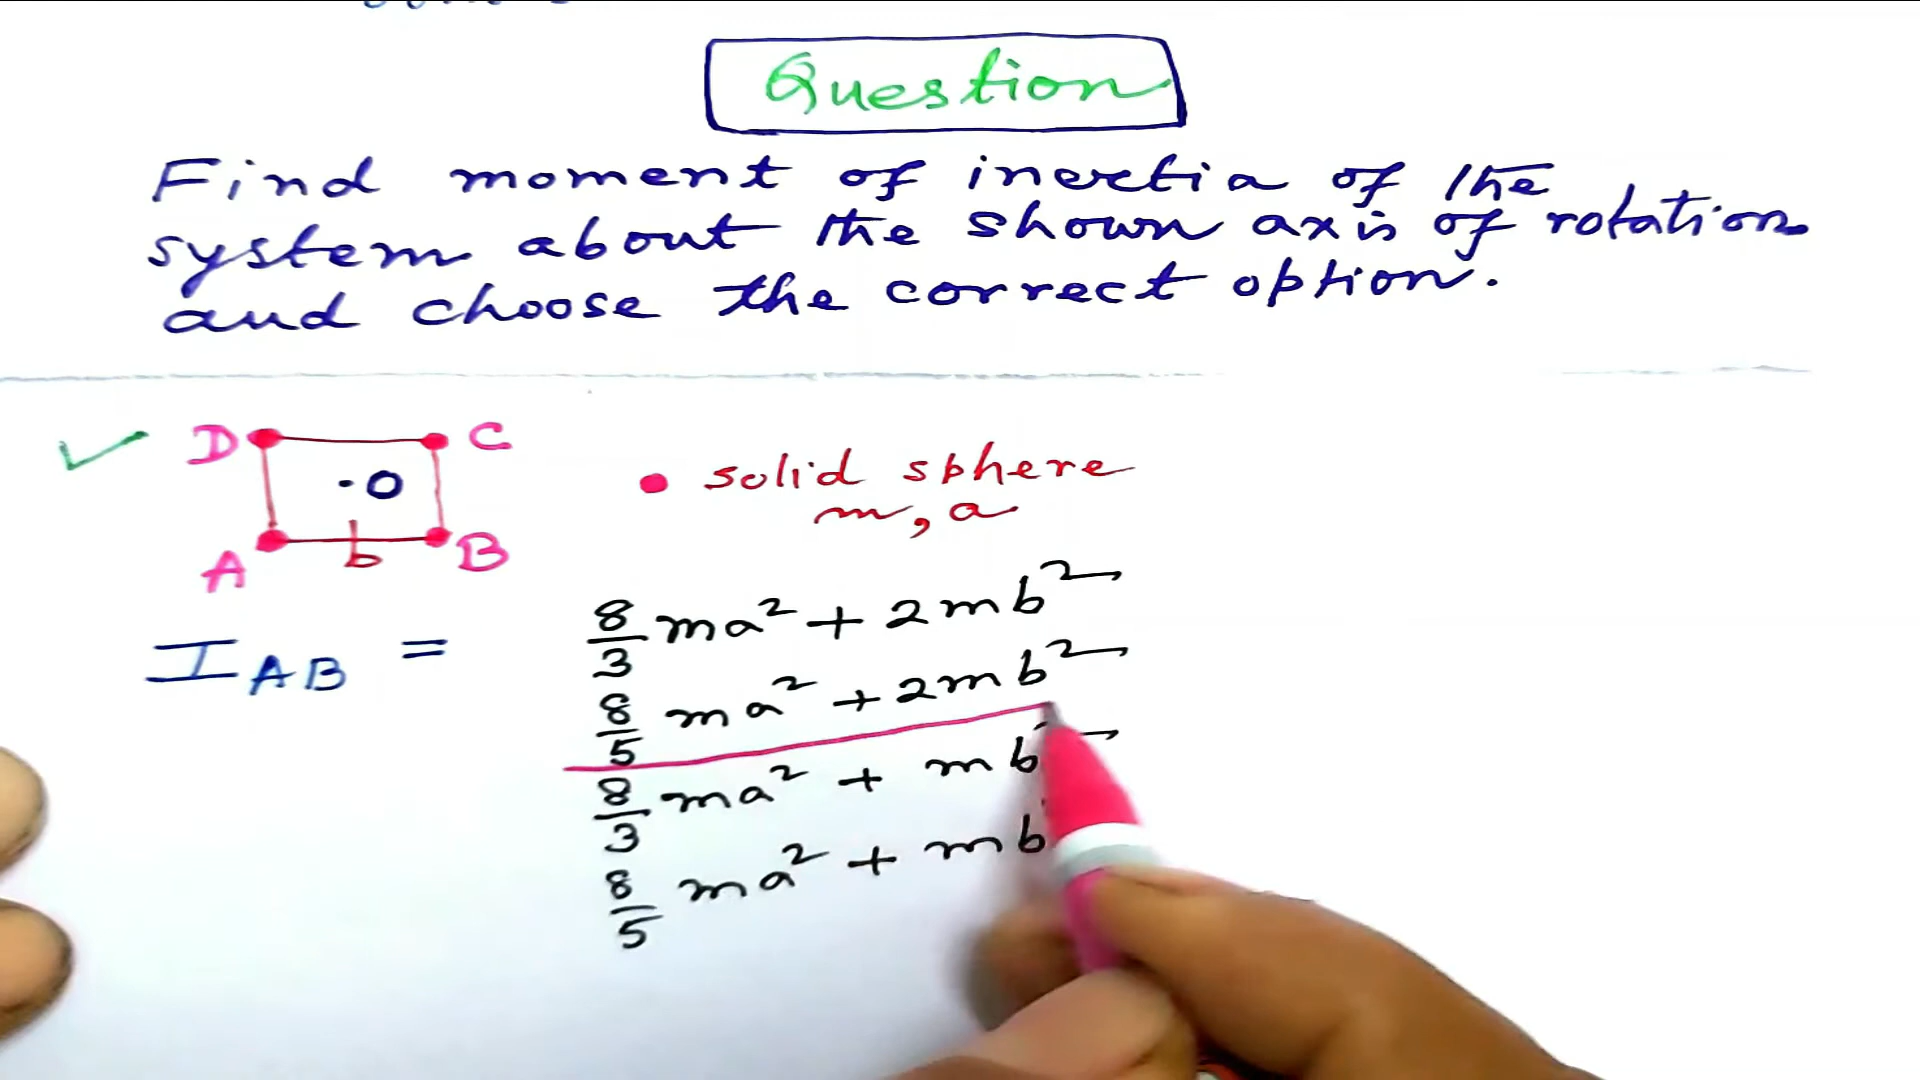 Question
Find moment of inertia of the
system about the shown axis of rotation
and choose the correct option.
D C
. O
A b B
• solid sphere
m, a
I_AB =
8/3 ma² + 2mb²
8/5 ma² + 2mb²
8/3 ma² + mb
8/5 ma² + mb